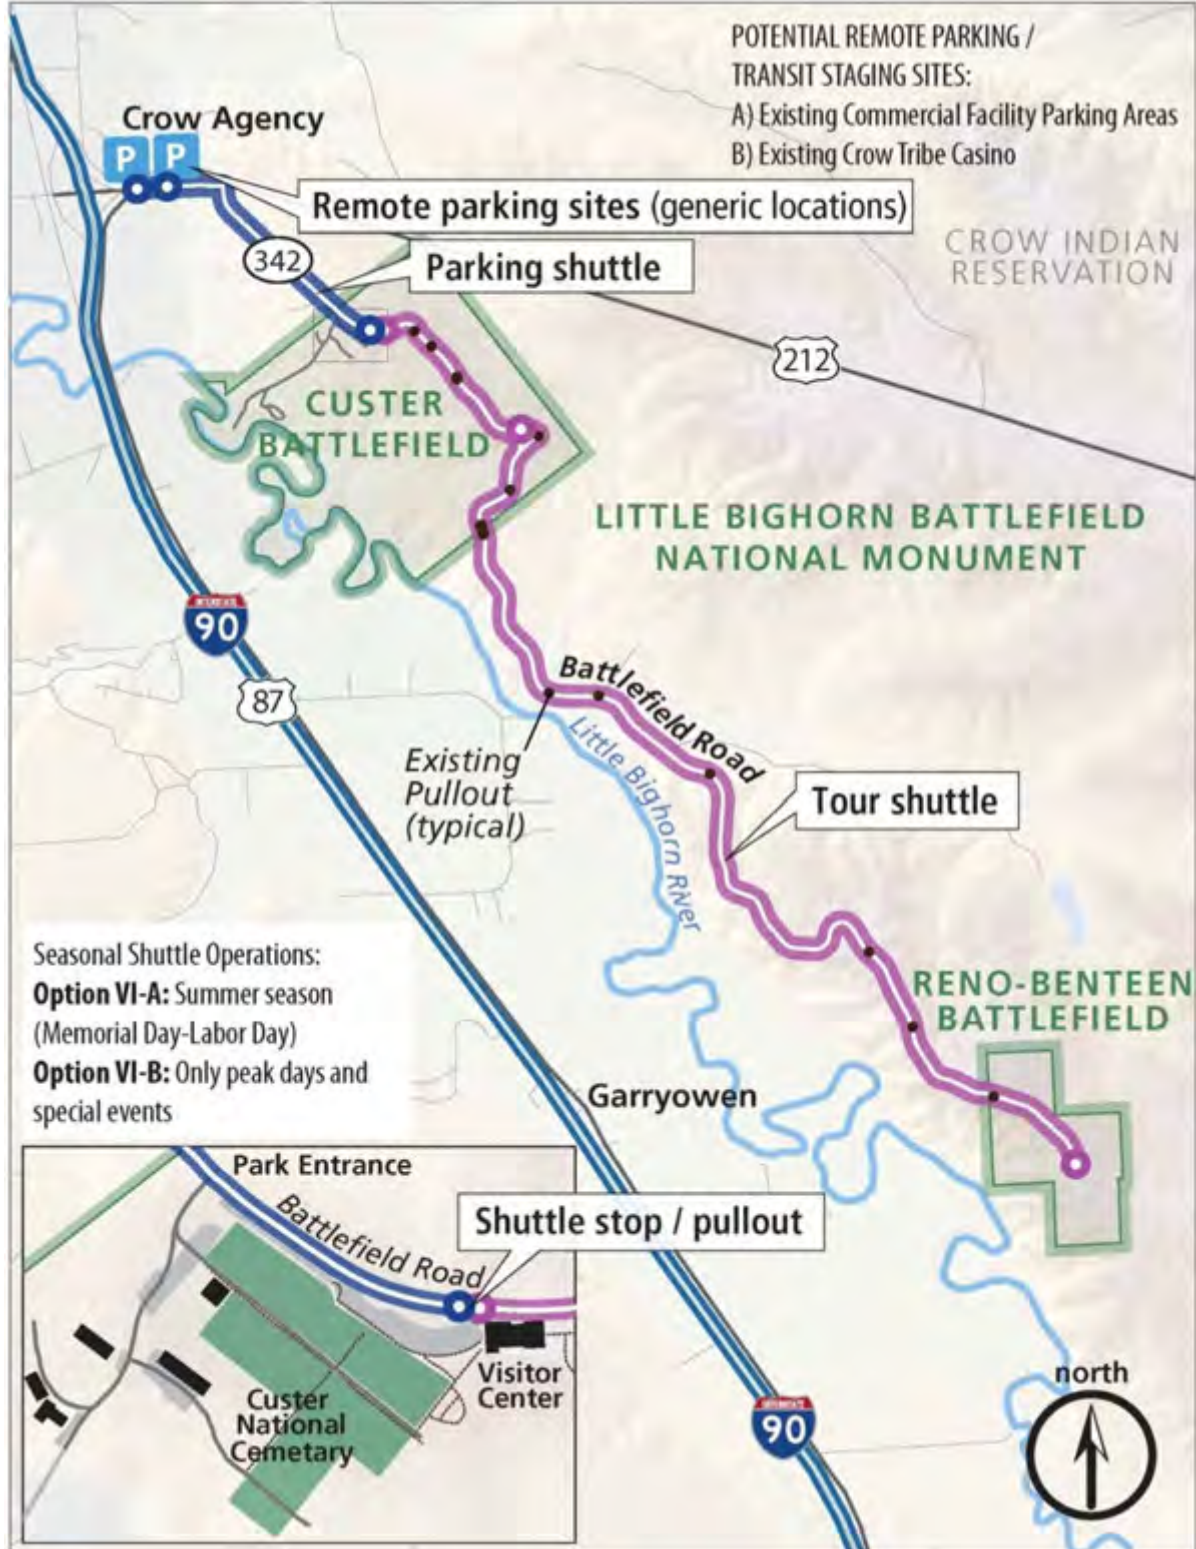 POTENTIAL REMOTE PARKING /
TRANSIT STAGING SITES:
A) Existing Commercial Facility Parking Areas
B) Existing Crow Tribe Casino
Crow Agency
P P
Remote parking sites (generic locations)
342
Parking shuttle
CROW INDIAN
RESERVATION
212
CUSTER
BATTLEFIELD
LITTLE BIGHORN BATTLEFIELD
NATIONAL MONUMENT
INTERSTATE
90
87
Battlefield Road
Existing
Pullout
(typical)
Little Bighorn River
Tour shuttle
Seasonal Shuttle Operations:
Option VI-A: Summer season
(Memorial Day-Labor Day)
Option VI-B: Only peak days and
special events
RENO-BENTEEN
BATTLEFIELD
Garryowen
Park Entrance
Battlefield Road
Shuttle stop / pullout
Visitor
Center
Custer
National
Cemetary
INTERSTATE
90
north